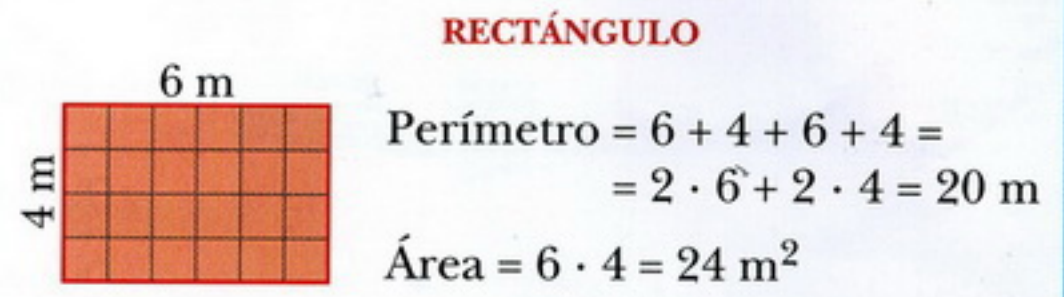 RECTÁNGULO
6 m
4 m
Perímetro = 6 + 4 + 6 + 4 =
= 2 · 6 + 2 · 4 = 20 m
Área = 6 · 4 = 24 m²